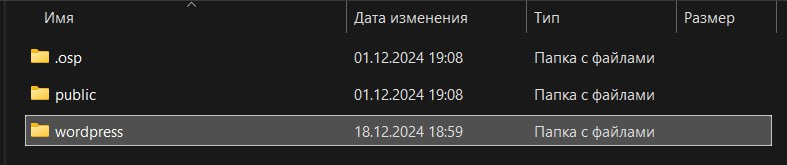 Имя Дата изменения Тип Размер
.osp 01.12.2024 19:08 Папка с файлами
public 01.12.2024 19:08 Папка с файлами
wordpress 18.12.2024 18:59 Папка с файлами